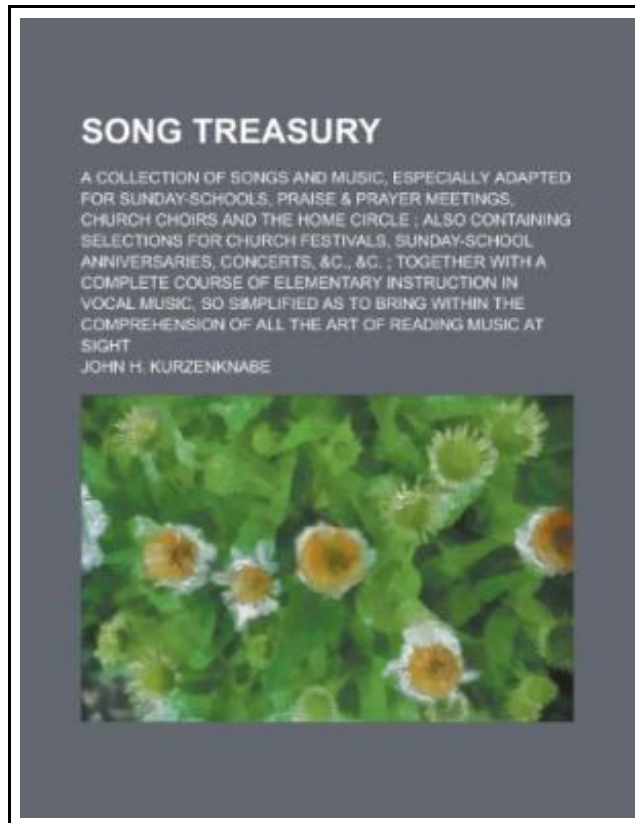 SONG TREASURY
A COLLECTION OF SONGS AND MUSIC, ESPECIALLY ADAPTED
FOR SUNDAY-SCHOOLS, PRAISE & PRAYER MEETINGS,
CHURCH CHOIRS AND THE HOME CIRCLE ; ALSO CONTAINING
SELECTIONS FOR CHURCH FESTIVALS, SUNDAY-SCHOOL
ANNIVERSARIES, CONCERTS, &C., &C. ; TOGETHER WITH A
COMPLETE COURSE OF ELEMENTARY INSTRUCTION IN
VOCAL MUSIC, SO SIMPLIFIED AS TO BRING WITHIN THE
COMPREHENSION OF ALL THE ART OF READING MUSIC AT
SIGHT
JOHN H. KURZENKNABE